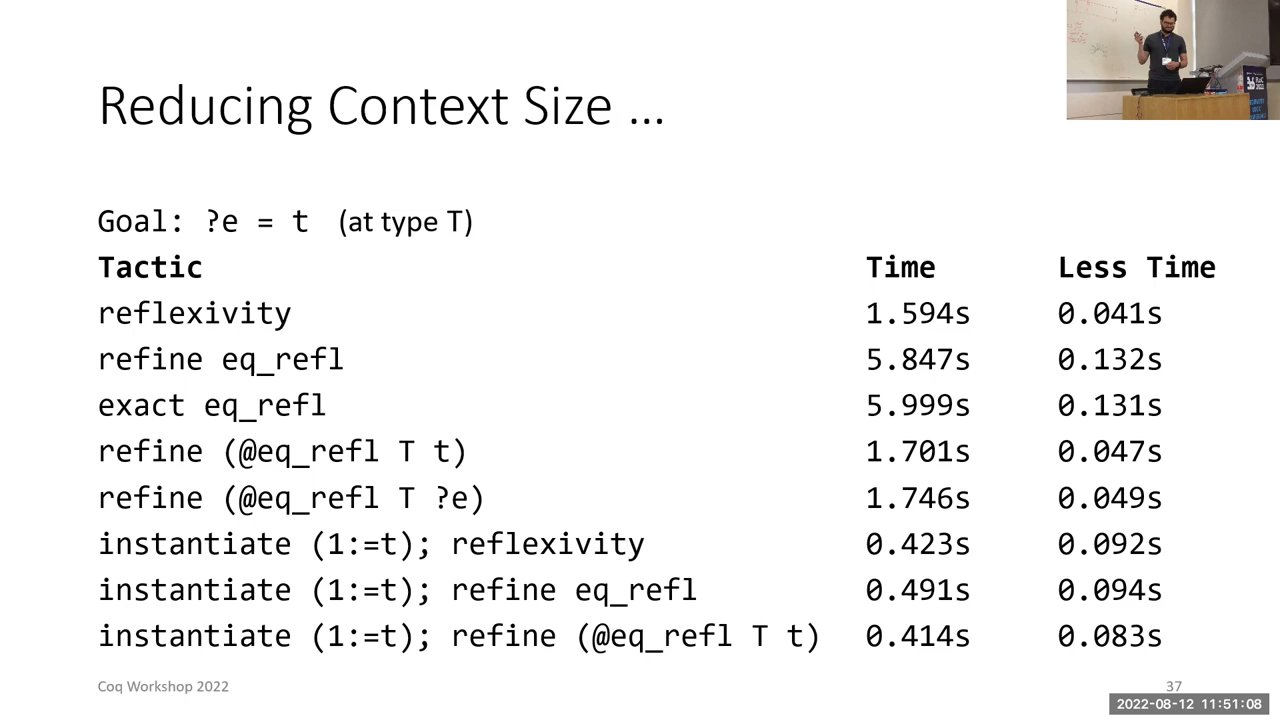 Reducing Context Size ...
Goal: ?e = t (at type T)
Tactic Time Less Time
reflexivity 1.594s 0.041s
refine eq_refl 5.847s 0.132s
exact eq_refl 5.999s 0.131s
refine (@eq_refl T t) 1.701s 0.047s
refine (@eq_refl T ?e) 1.746s 0.049s
instantiate (1:=t); reflexivity 0.423s 0.092s
instantiate (1:=t); refine eq_refl 0.491s 0.094s
instantiate (1:=t); refine (@eq_refl T t) 0.414s 0.083s
Coq Workshop 2022 37
2022-08-12 11:51:08